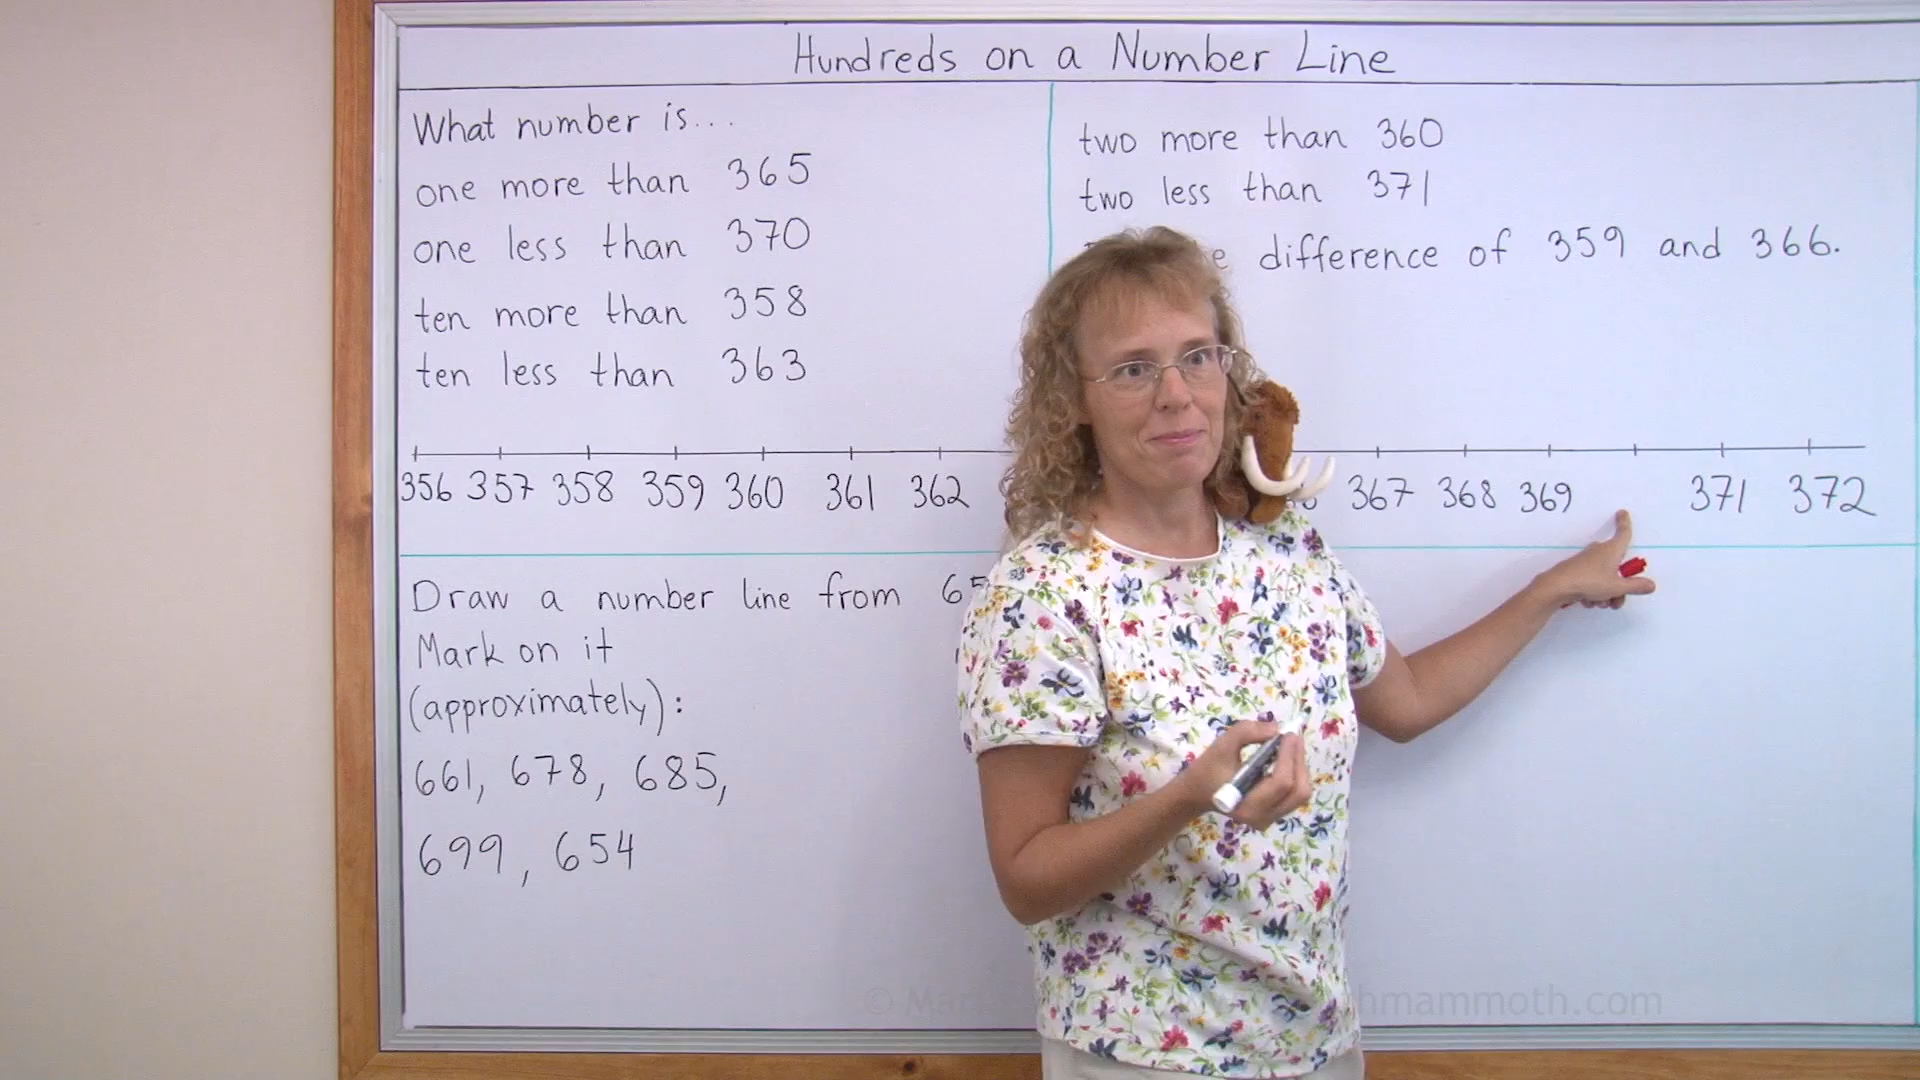 Hundreds on a Number Line
What number is...
one more than 365
one less than 370
ten more than 358
ten less than 363
two more than 360
two less than 371
difference of 359 and 366.
356 357 358 359 360 361 362 367 368 369 371 372
Draw a number line from
Mark on it
(approximately):
661, 678, 685,
699, 654